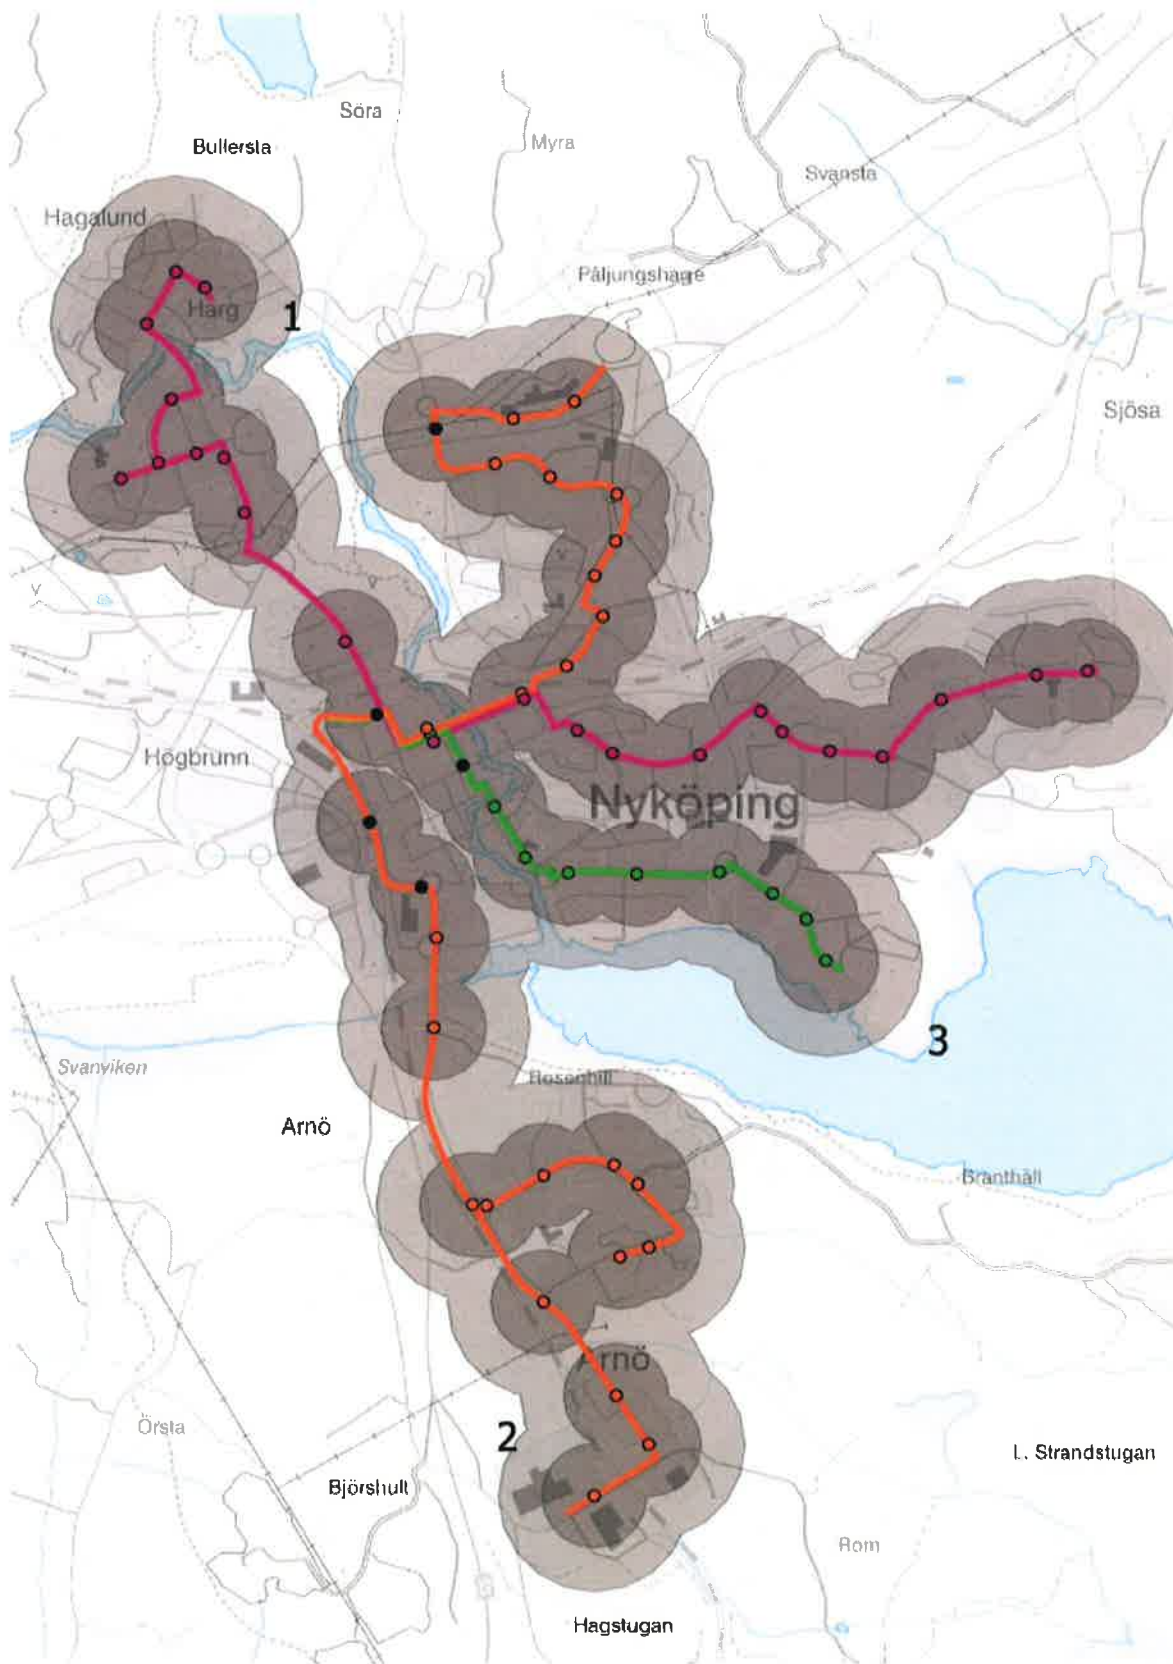 Söra
Bullersta
Myra
Svansta
Hagalund
Påljungshage
Harg
1
Sjösa
Högbrunn
Nyköping
3
Svanviken
Rosenhill
Arnö
Branthäll
Arnö
Örsta
2
L. Strandstugan
Björshult
Rom
Hagstugan